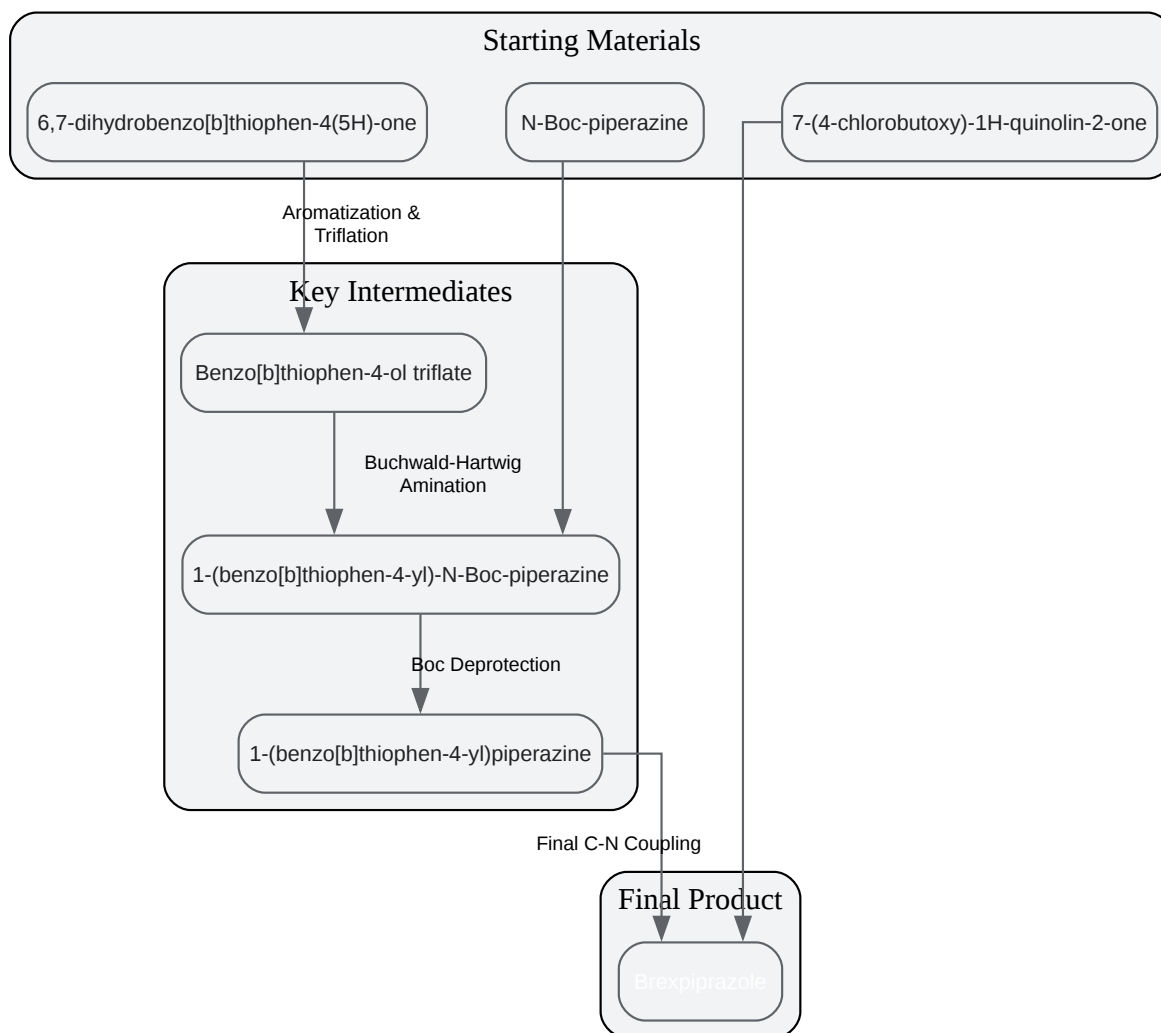 Starting Materials
6,7-dihydrobenzo[b]thiophen-4(5H)-one
N-Boc-piperazine
7-(4-chlorobutoxy)-1H-quinolin-2-one
Aromatization &
Triflation
Key Intermediates
Benzo[b]thiophen-4-ol triflate
Buchwald-Hartwig
Amination
1-(benzo[b]thiophen-4-yl)-N-Boc-piperazine
Boc Deprotection
1-(benzo[b]thiophen-4-yl)piperazine
Final C-N Coupling
Final Product
Brexpiprazole